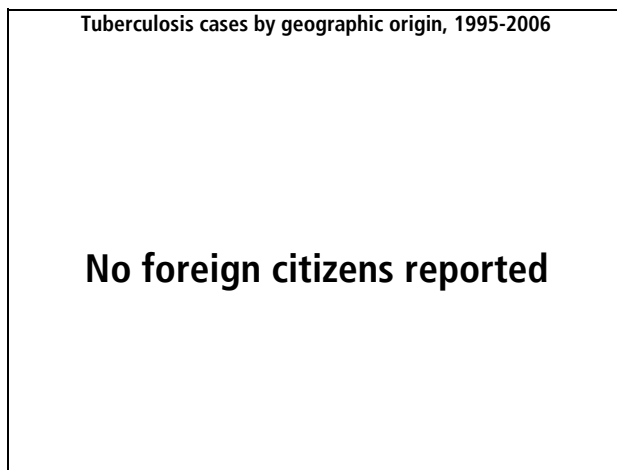 Tuberculosis cases by geographic origin, 1995-2006
No foreign citizens reported